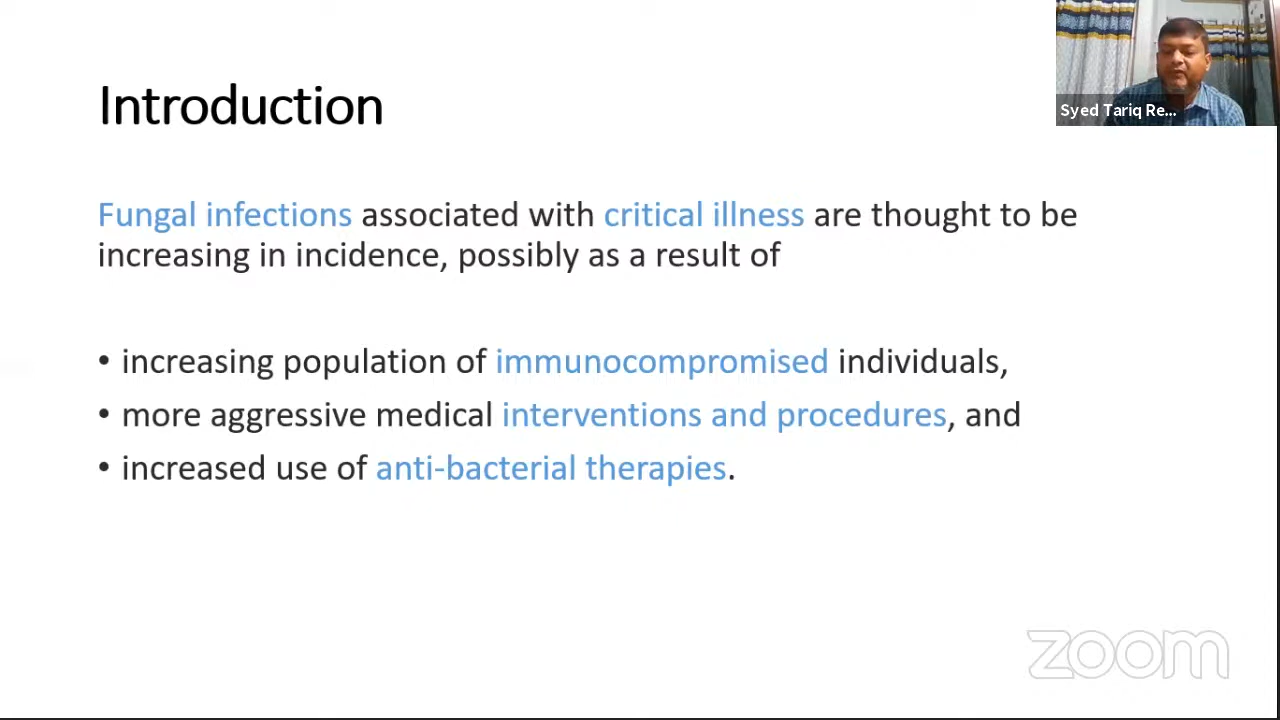 Introduction
Syed Tariq Re...
Fungal infections associated with critical illness are thought to be
increasing in incidence, possibly as a result of
• increasing population of immunocompromised individuals,
• more aggressive medical interventions and procedures, and
• increased use of anti-bacterial therapies.
zoom